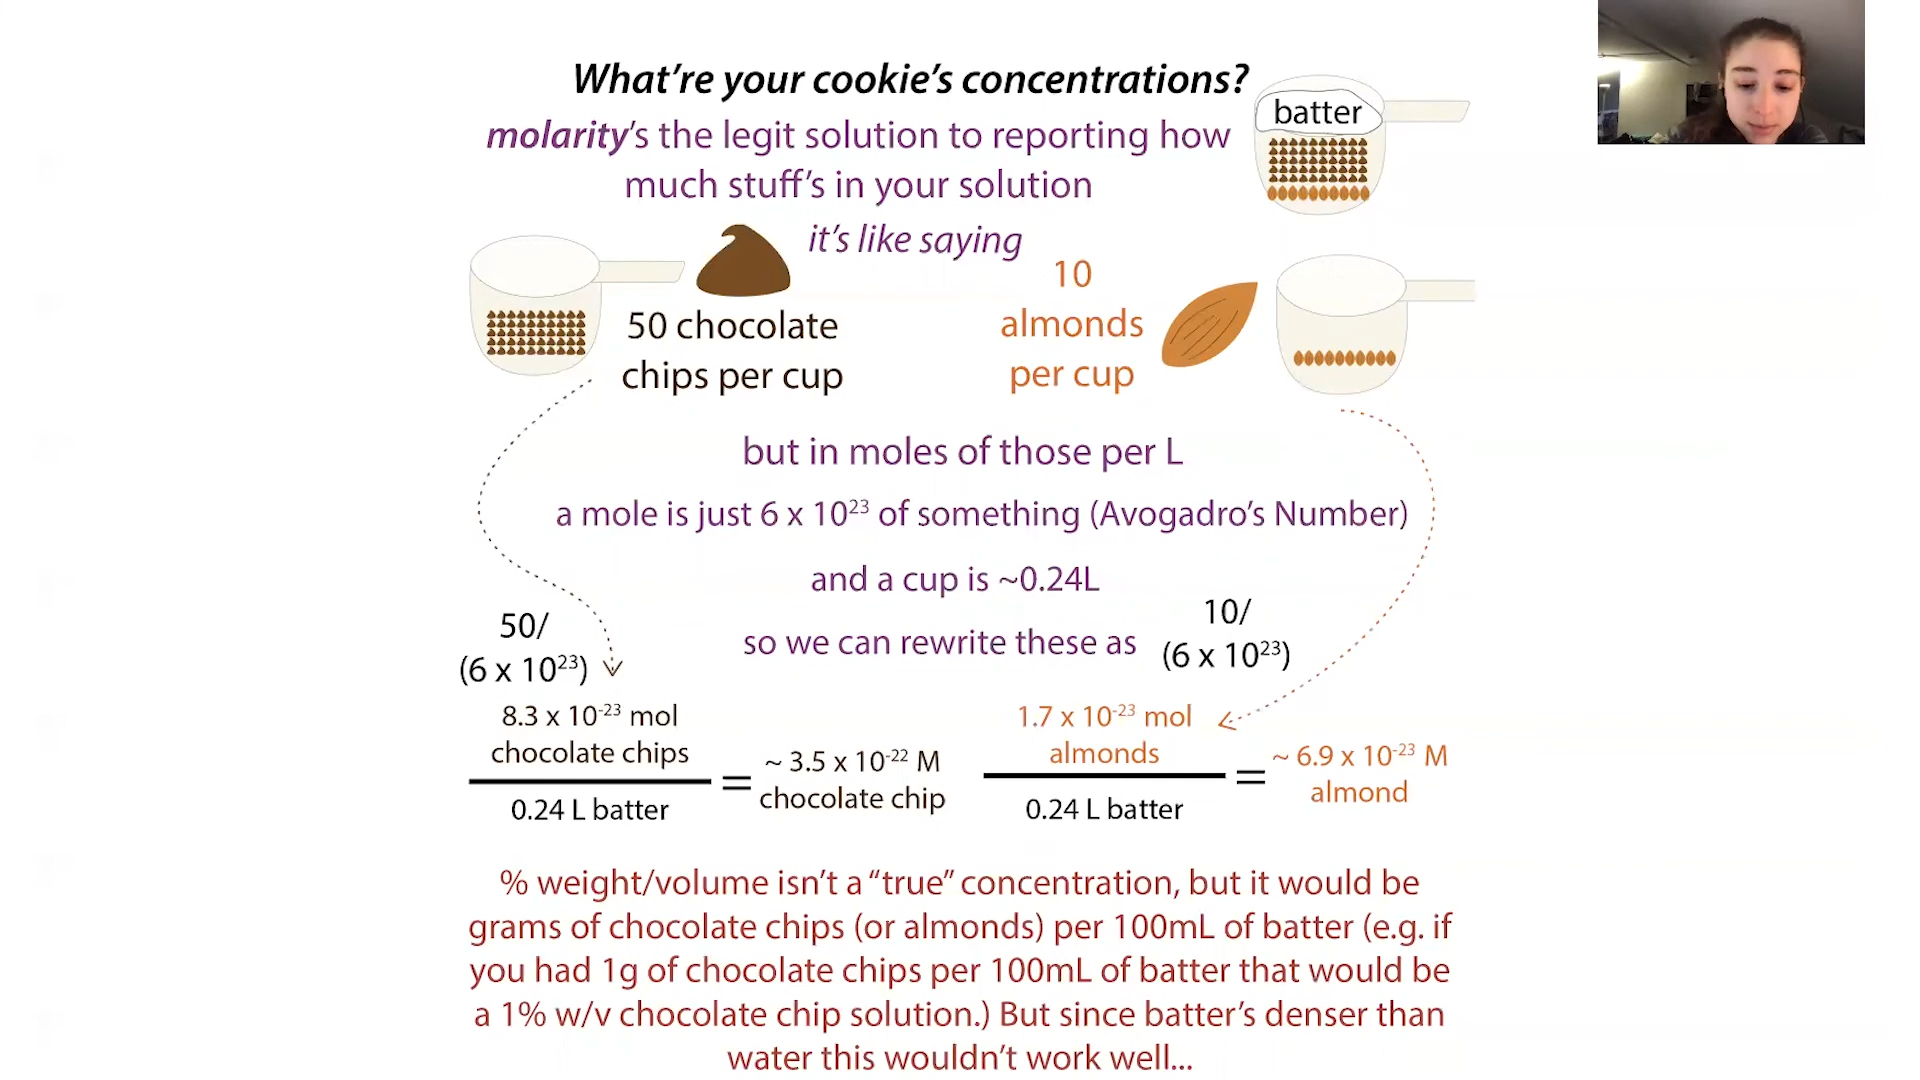 What're your cookie's concentrations?
batter
molarity's the legit solution to reporting how
much stuff's in your solution
it's like saying
50 chocolate
chips per cup
10
almonds
per cup
but in moles of those per L
a mole is just 6 x 10²³ of something (Avogadro's Number)
and a cup is ~0.24L
so we can rewrite these as
50/
(6 x 10²³)
8.3 x 10⁻²³ mol
chocolate chips
0.24 L batter
=
~ 3.5 x 10⁻²² M
chocolate chip
10/
(6 x 10²³)
1.7 x 10⁻²³ mol
almonds
0.24 L batter
=
~ 6.9 x 10⁻²³ M
almond
% weight/volume isn't a “true” concentration, but it would be
grams of chocolate chips (or almonds) per 100mL of batter (e.g. if
you had 1g of chocolate chips per 100mL of batter that would be
a 1% w/v chocolate chip solution.) But since batter's denser than
water this wouldn't work well...